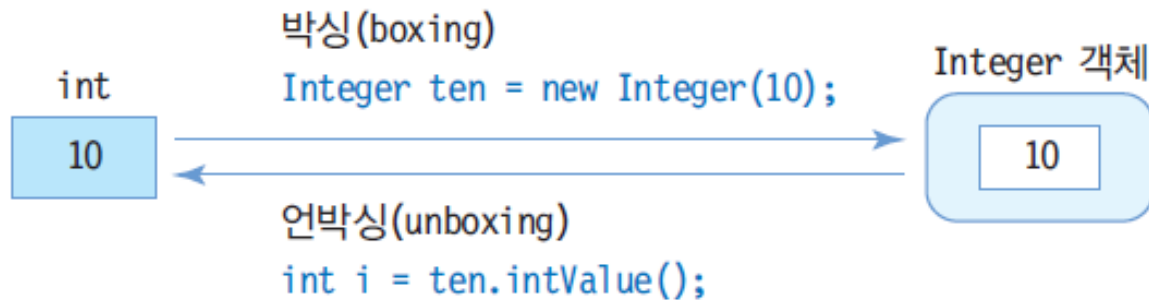 박싱(boxing)
Integer ten = new Integer(10);
int
10
Integer 객체
10
언박싱(unboxing)
int i = ten.intValue();